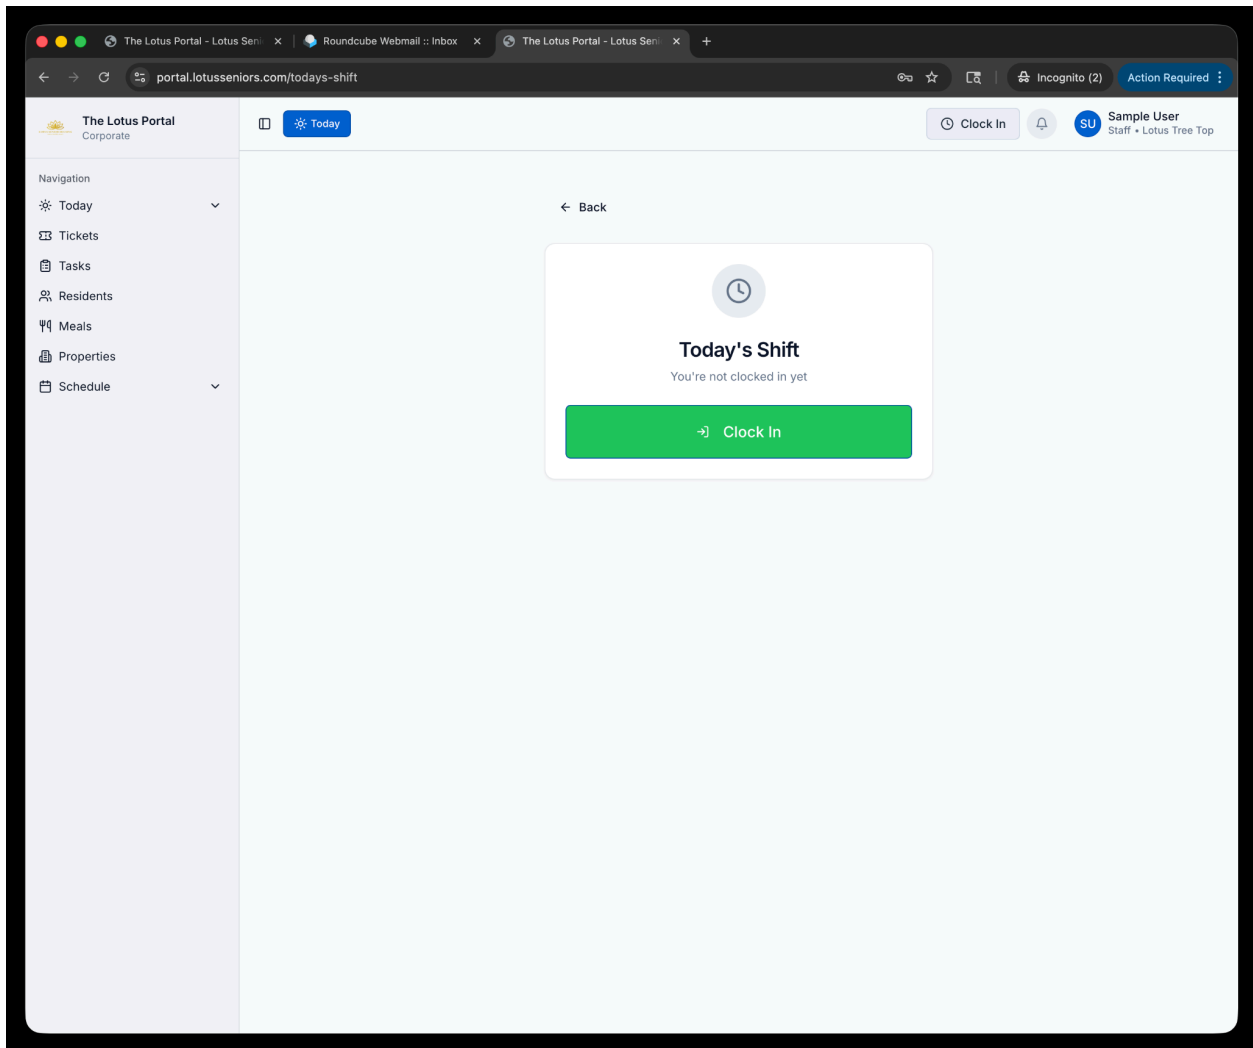 The Lotus Portal - Lotus Seni
Roundcube Webmail :: Inbox
The Lotus Portal - Lotus Seni
portal.lotusseniors.com/todays-shift
Incognito (2)
Action Required
The Lotus Portal
Corporate
Today
Clock In
SU
Sample User
Staff • Lotus Tree Top
Navigation
Today
Tickets
Tasks
Residents
Meals
Properties
Schedule
Back
Today's Shift
You're not clocked in yet
Clock In